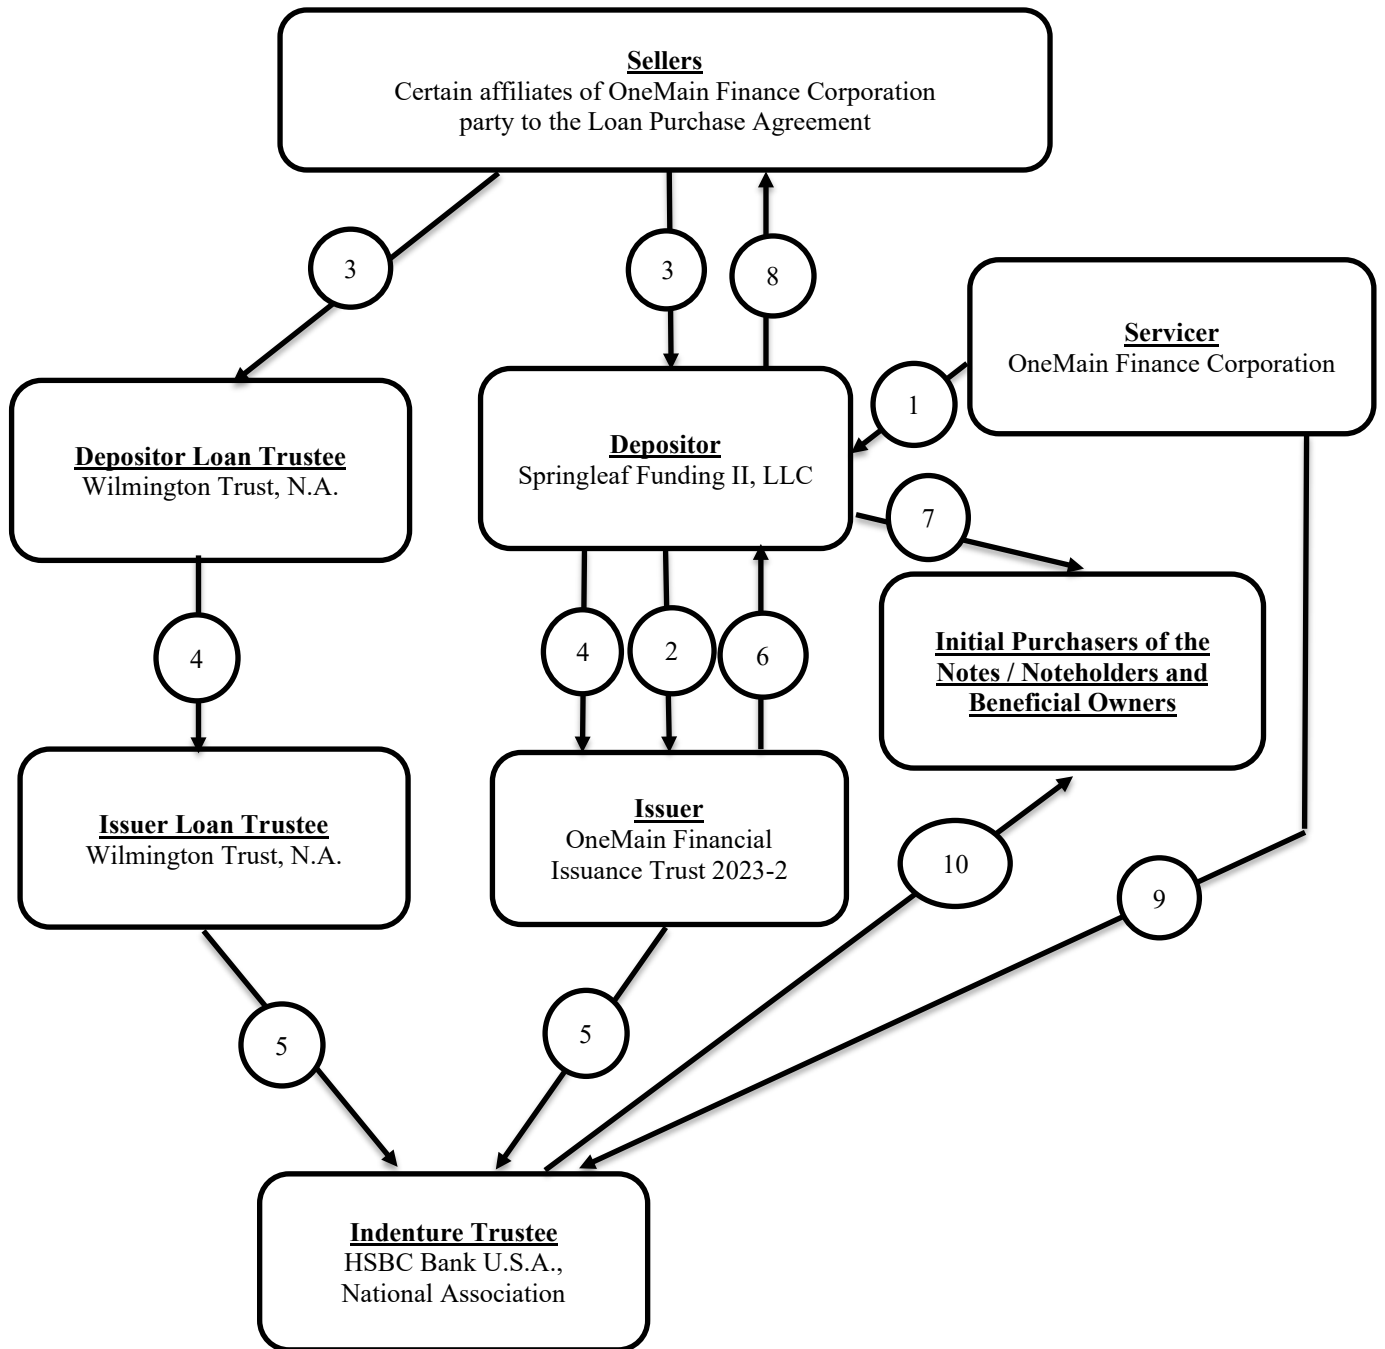 Sellers
Certain affiliates of OneMain Finance Corporation
party to the Loan Purchase Agreement
3
3
8
Servicer
OneMain Finance Corporation
1
Depositor Loan Trustee
Wilmington Trust, N.A.
Depositor
Springleaf Funding II, LLC
7
4
4
2
6
Initial Purchasers of the
Notes / Noteholders and
Beneficial Owners
Issuer Loan Trustee
Wilmington Trust, N.A.
Issuer
OneMain Financial
Issuance Trust 2023-2
10
9
5
5
Indenture Trustee
HSBC Bank U.S.A.,
National Association